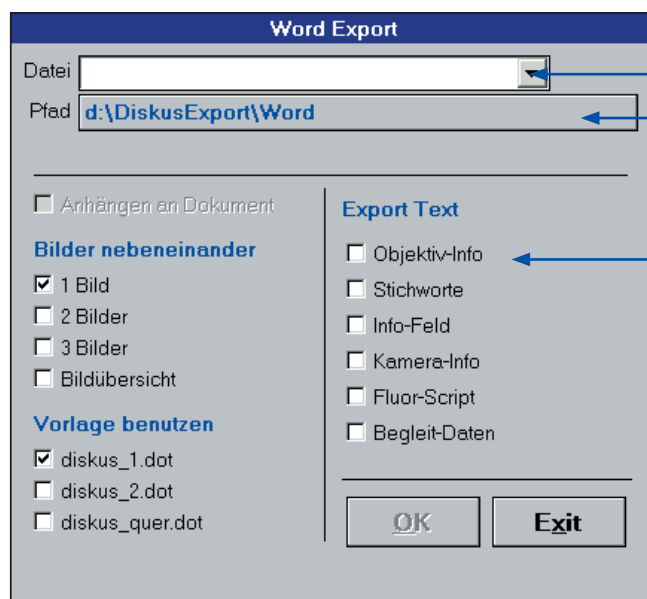 Word Export
Datei
Pfad d:\DiskusExport\Word
Anhängen an Dokument
Bilder nebeneinander
1 Bild
2 Bilder
3 Bilder
Bildübersicht
Vorlage benutzen
diskus_1.dot
diskus_2.dot
diskus_quer.dot
Export Text
Objektiv-Info
Stichworte
Info-Feld
Kamera-Info
Fluor-Script
Begleit-Daten
OK Exit